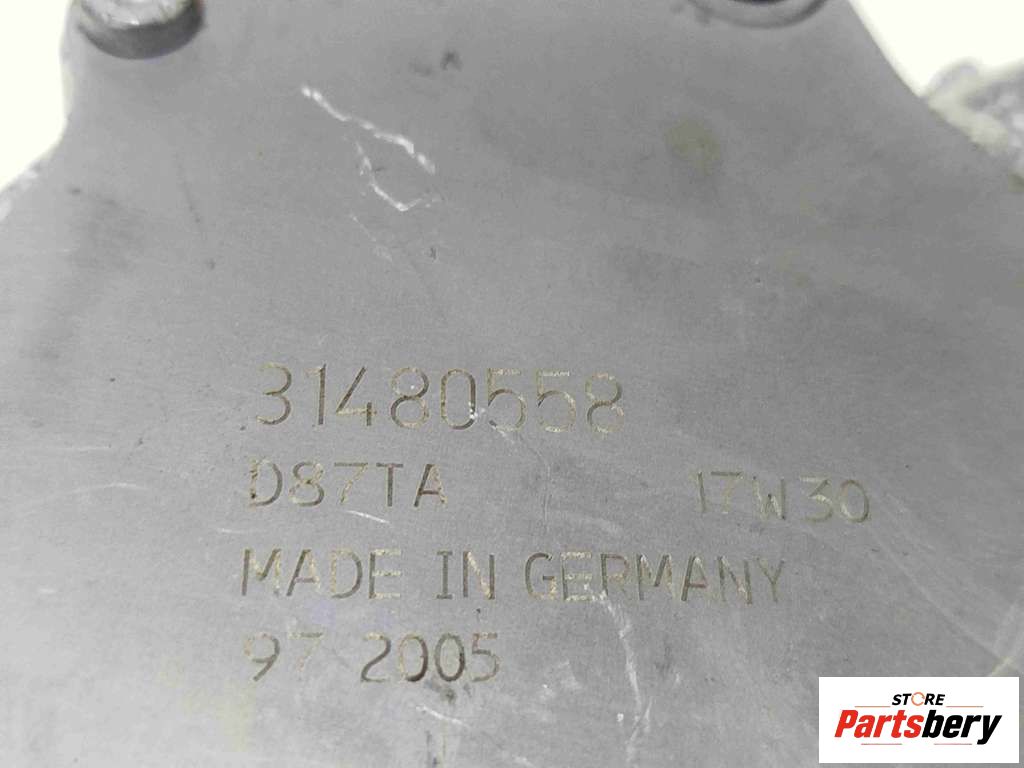 31480558
D87TA 17W30
MADE IN GERMANY
97 2005
STORE
Partsbery